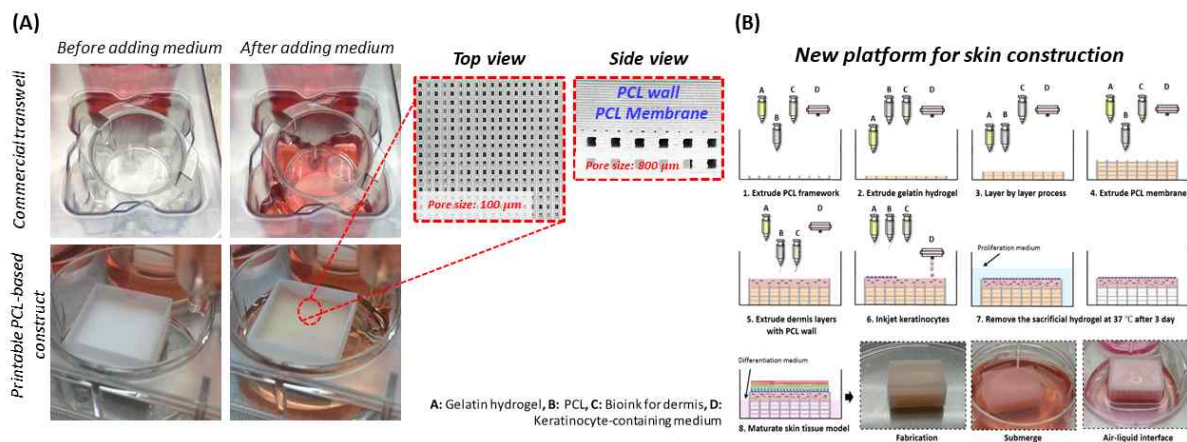 (A)
Before adding medium
After adding medium
Commercial transwell
Printable PCL-based
construct
Top view
Pore size: 100 μm
Side view
PCL wall
PCL Membrane
Pore size: 800 μm
A: Gelatin hydrogel, B: PCL, C: Bioink for dermis, D:
Keratinocyte-containing medium
(B)
New platform for skin construction
A C D
B
1. Extrude PCL framework
B C D
A
2. Extrude gelatin hydrogel
C D
A B
3. Layer by layer process
A C D
B
4. Extrude PCL membrane
A D
B C
5. Extrude dermis layers
with PCL wall
A B C
D
6. Inkjet keratinocytes
Proliferation medium
7. Remove the sacrificial hydrogel at 37 °C after 3 day
Differentiation medium
8. Maturate skin tissue model
Fabrication
Submerge
Air-liquid interface